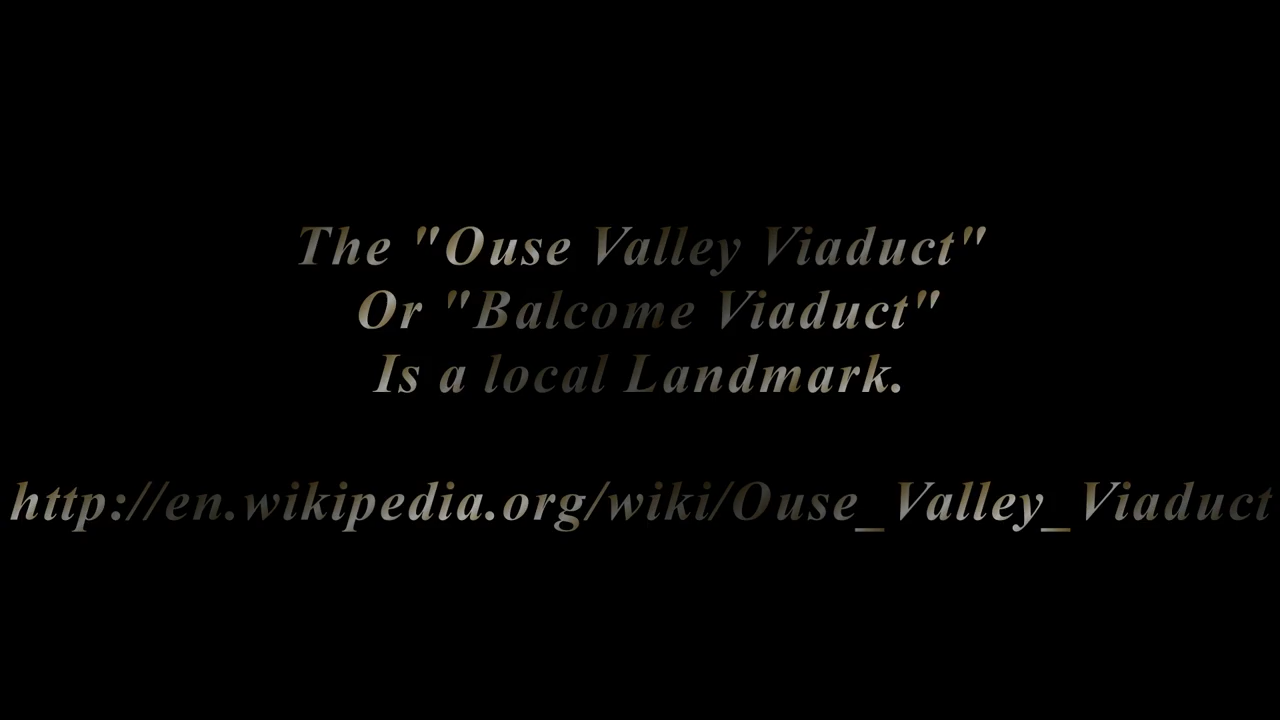 The "Ouse Valley Viaduct"
Or "Balcome Viaduct"
Is a local Landmark.
http://en.wikipedia.org/wiki/Ouse_Valley_Viaduct